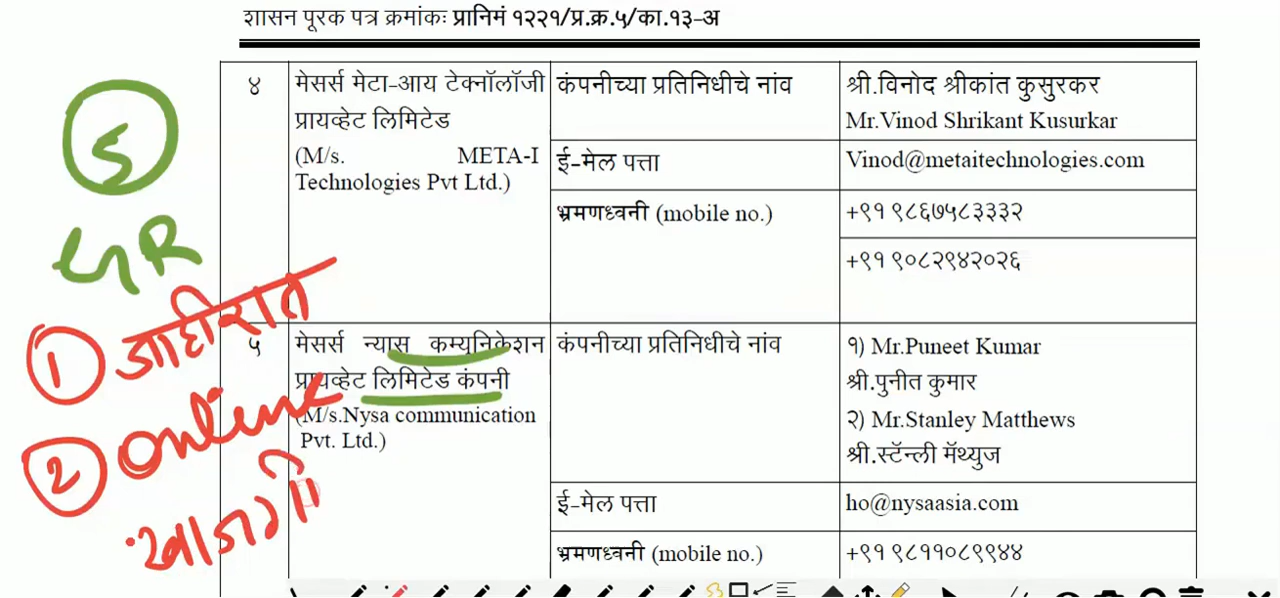 शासन पूरक पत्र क्रमांकः प्रानिमं १२२१/प्र.क्र.५/का.१३-अ
४
मेसर्स मेटा-आय टेक्नॉलॉजी
प्रायव्हेट लिमिटेड
(M/s. META-I
Technologies Pvt Ltd.)
कंपनीच्या प्रतिनिधीचे नांव
श्री.विनोद श्रीकांत कुसुरकर
Mr.Vinod Shrikant Kusurkar
ई-मेल पत्ता
Vinod@metaitechnologies.com
भ्रमणध्वनी (mobile no.)
+९१ ९८६७५८३३३२
+९१ ९०८२९४२०२६
५
मेसर्स न्यास कम्युनिकेशन
प्रायव्हेट लिमिटेड कंपनी
(M/s.Nysa communication
Pvt. Ltd.)
कंपनीच्या प्रतिनिधीचे नांव
१) Mr.Puneet Kumar
श्री.पुनीत कुमार
२) Mr.Stanley Matthews
श्री.स्टॅन्ली मॅथ्युज
ई-मेल पत्ता
ho@nysaasia.com
भ्रमणध्वनी (mobile no.)
+९१ ९८११०८९९४४
5
GR
1 जाहीरात
2 online